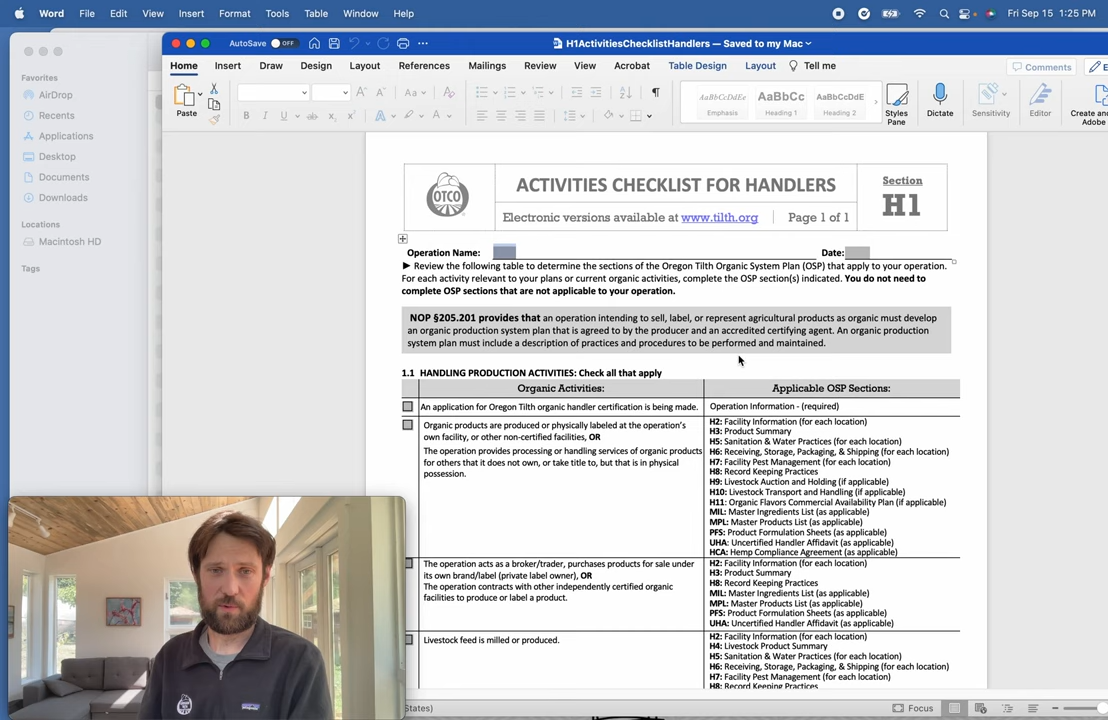 Word File Edit View Insert Format Tools Table Window Help Fri Sep 15 1:25 PM
AutoSave OFF H1ActivitiesChecklistHandlers — Saved to my Mac
Home Insert Draw Design Layout References Mailings Review View Acrobat Table Design Layout Tell me Comments
Favorites
AirDrop
Recents
Applications
Desktop
Documents
Downloads
Locations
Macintosh HD
Tags
Paste
AaBbCcDdEe AaBbCc AaBbCcDdE
Emphasis Heading 1 Heading 2
Styles Pane
Dictate
Sensitivity
Editor
Create and
Adobe
OTCO
ACTIVITIES CHECKLIST FOR HANDLERS
Electronic versions available at www.tilth.org Page 1 of 1
Section
H1
Operation Name: Date:
► Review the following table to determine the sections of the Oregon Tilth Organic System Plan (OSP) that apply to your operation.
For each activity relevant to your plans or current organic activities, complete the OSP section(s) indicated. You do not need to
complete OSP sections that are not applicable to your operation.
NOP §205.201 provides that an operation intending to sell, label, or represent agricultural products as organic must develop
an organic production system plan that is agreed to by the producer and an accredited certifying agent. An organic production
system plan must include a description of practices and procedures to be performed and maintained.
1.1 HANDLING PRODUCTION ACTIVITIES: Check all that apply
Organic Activities: Applicable OSP Sections:
An application for Oregon Tilth organic handler certification is being made. Operation Information - (required)
Organic products are produced or physically labeled at the operation's
own facility, or other non-certified facilities, OR
The operation provides processing or handling services of organic products
for others that it does not own, or take title to, but that is in physical
possession.
H2: Facility Information (for each location)
H3: Product Summary
H5: Sanitation & Water Practices (for each location)
H6: Receiving, Storage, Packaging, & Shipping (for each location)
H7: Facility Pest Management (for each location)
H8: Record Keeping Practices
H9: Livestock Auction and Holding (if applicable)
H10: Livestock Transport and Handling (if applicable)
H11: Organic Flavors Commercial Availability Plan (if applicable)
MIL: Master Ingredients List (as applicable)
MPL: Master Products List (as applicable)
PFS: Product Formulation Sheets (as applicable)
UHA: Uncertified Handler Affidavit (as applicable)
HCA: Hemp Compliance Agreement (as applicable)
The operation acts as a broker/trader, purchases products for sale under
its own brand/label (private label owner), OR
The operation contracts with other independently certified organic
facilities to produce or label a product.
H2: Facility Information (for each location)
H3: Product Summary
H8: Record Keeping Practices
MIL: Master Ingredients List (as applicable)
MPL: Master Products List (as applicable)
PFS: Product Formulation Sheets (as applicable)
UHA: Uncertified Handler Affidavit (as applicable)
Livestock feed is milled or produced.
H2: Facility Information (for each location)
H4: Livestock Product Summary
H5: Sanitation & Water Practices (for each location)
H6: Receiving, Storage, Packaging, & Shipping (for each location)
H7: Facility Pest Management (for each location)
H8: Record Keeping Practices
States) Focus